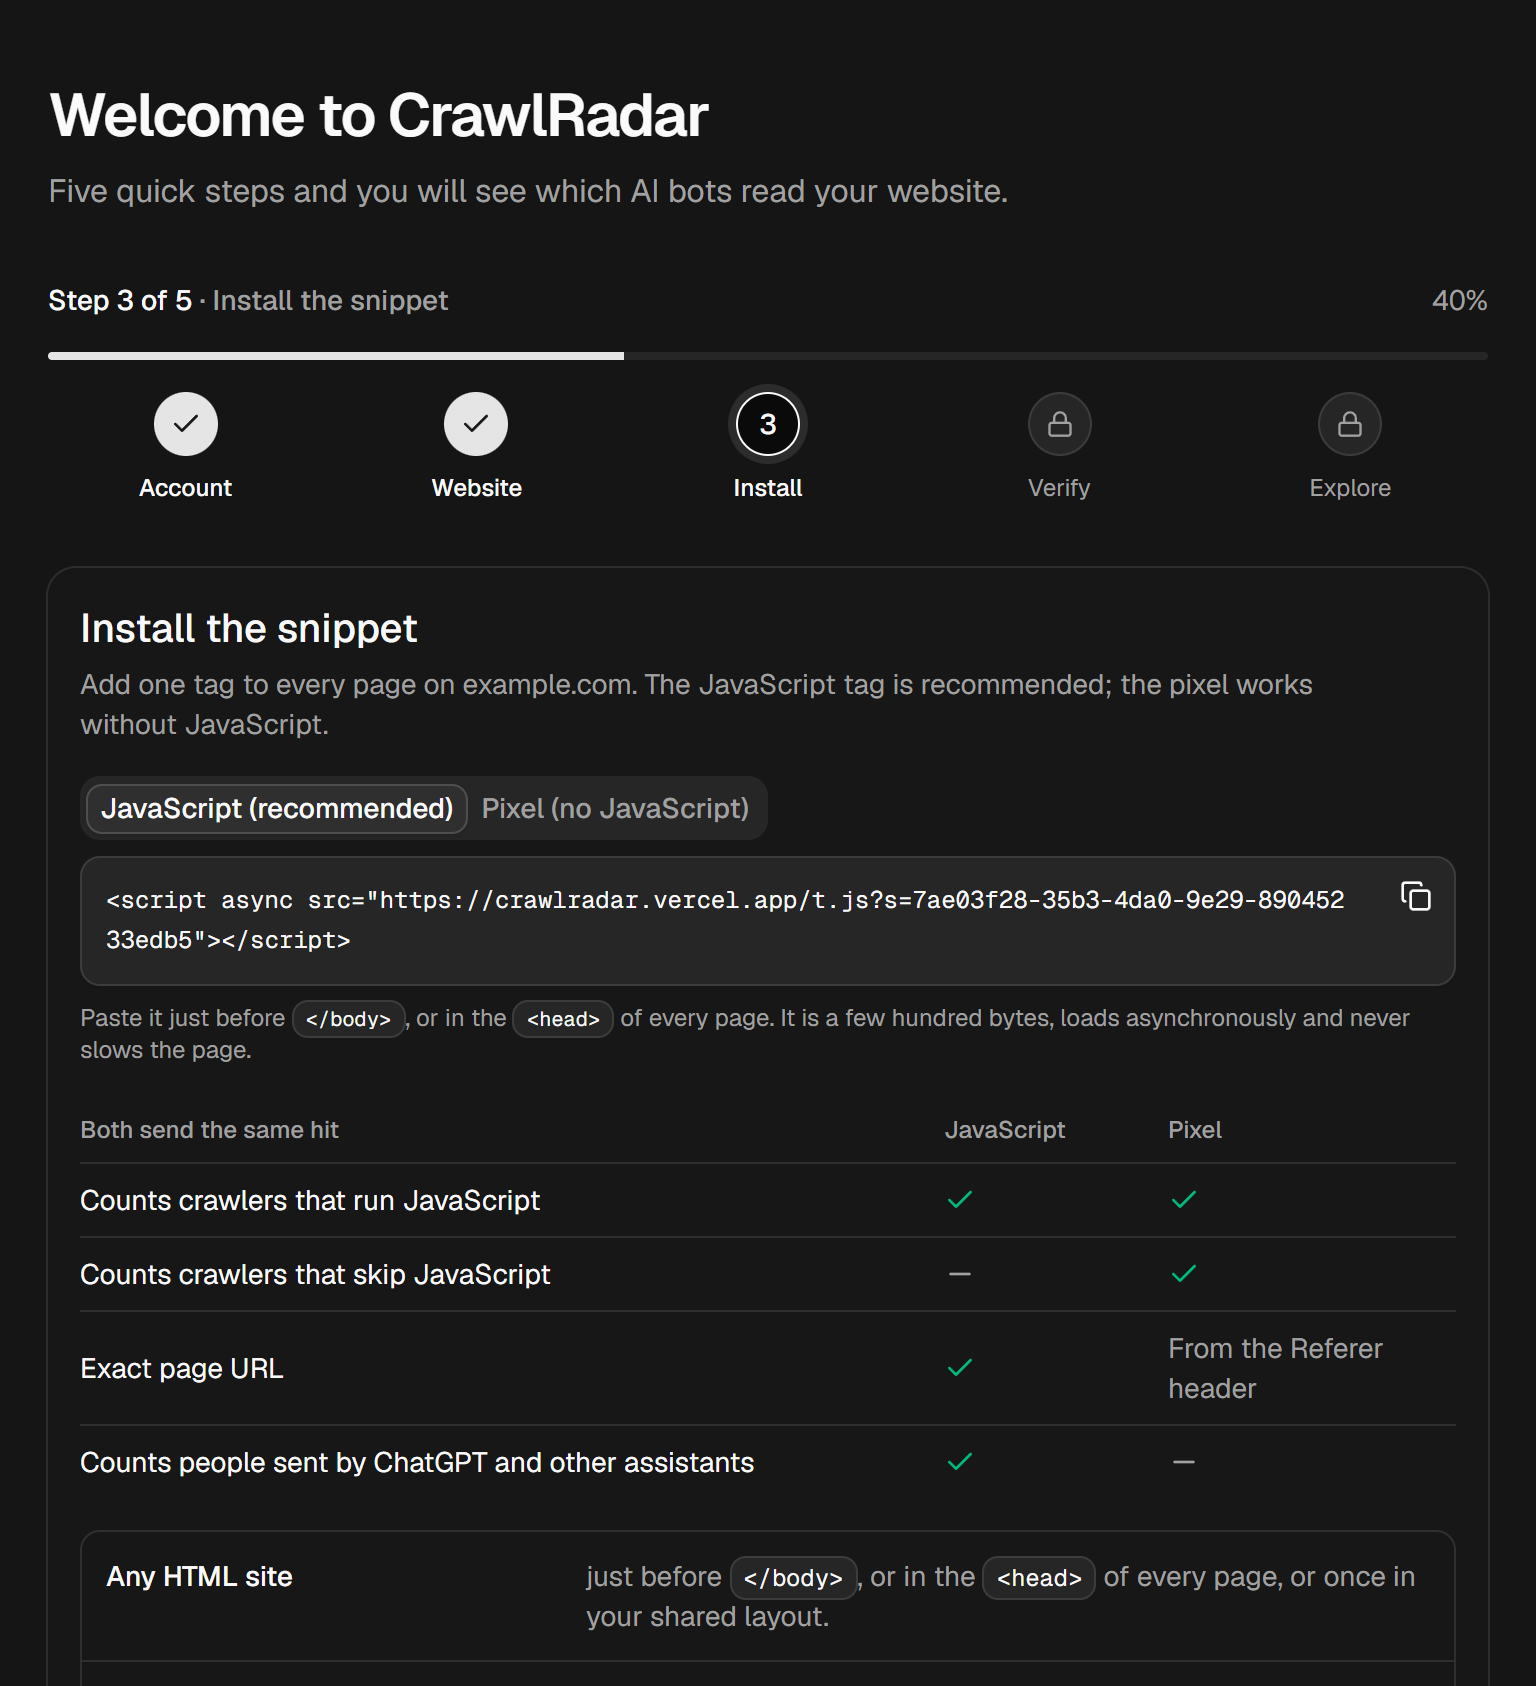 Welcome to CrawlRadar
Five quick steps and you will see which AI bots read your website.
Step 3 of 5 · Install the snippet
40%
3
Account
Website
Install
Verify
Explore
Install the snippet
Add one tag to every page on example.com. The JavaScript tag is recommended; the pixel works
without JavaScript.
JavaScript (recommended)
Pixel (no JavaScript)
<script async src="https://crawlradar.vercel.app/t.js?s=7ae03f28-35b3-4da0-9e29-890452
33edb5"></script>
Paste it just before </body>, or in the <head> of every page. It is a few hundred bytes, loads asynchronously and never
slows the page.
Both send the same hit
JavaScript
Pixel
Counts crawlers that run JavaScript
Counts crawlers that skip JavaScript
Exact page URL
From the Referer
header
Counts people sent by ChatGPT and other assistants
Any HTML site
just before </body>, or in the <head> of every page, or once in
your shared layout.